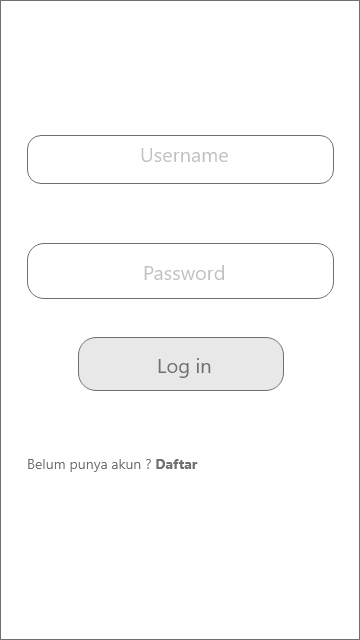 Username
Password
Log in
Belum punya akun ? Daftar